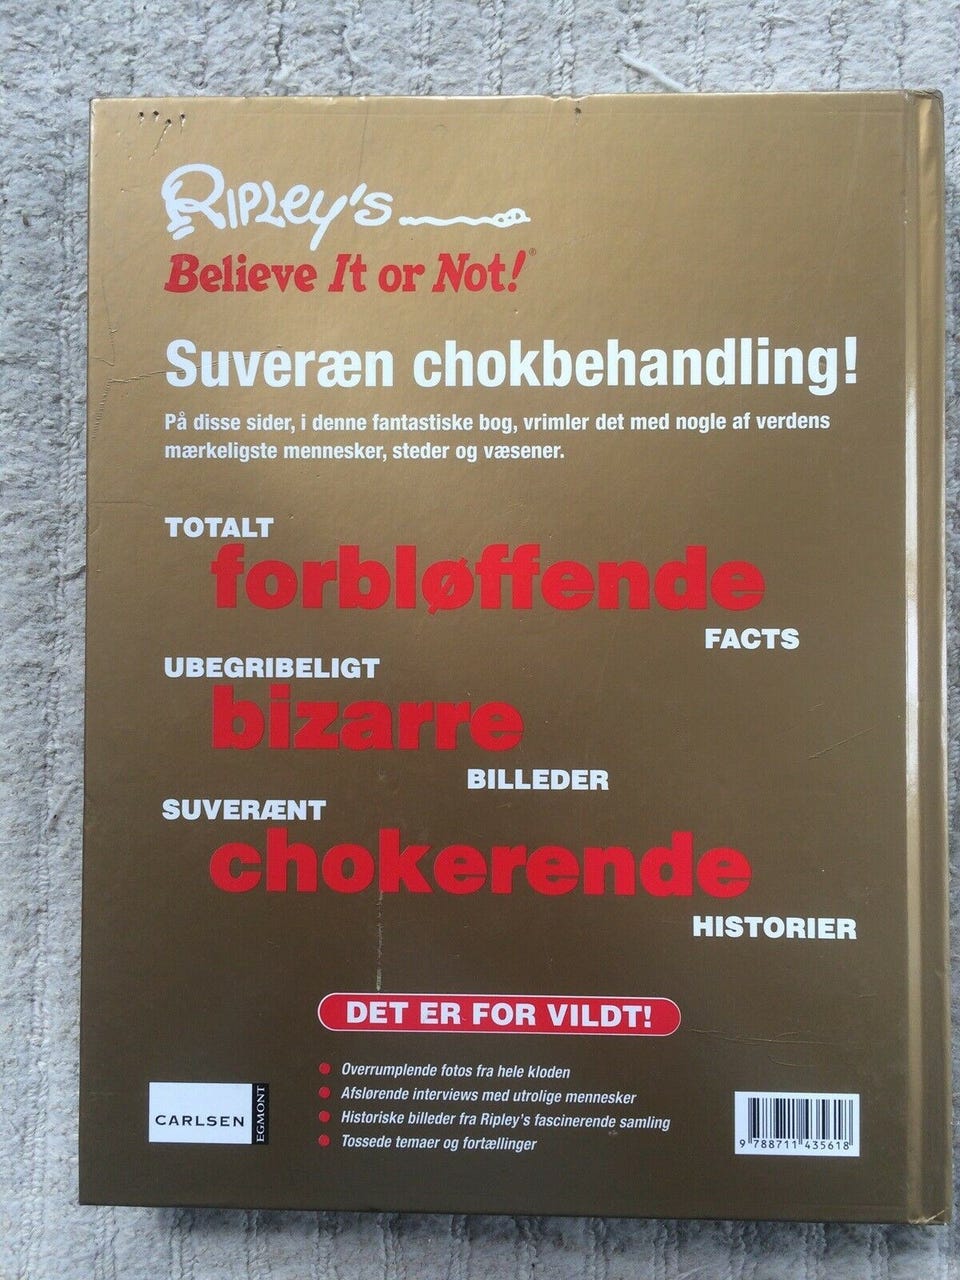 Ripley's
Believe It or Not!®
Suveræn chokbehandling!
På disse sider, i denne fantastiske bog, vrimler det med nogle af verdens
mærkeligste mennesker, steder og væsener.
TOTALT
forbløffende
FACTS
UBEGRIBELIGT
bizarre
BILLEDER
SUVERÆNT
chokerende
HISTORIER
DET ER FOR VILDT!
Overrumplende fotos fra hele kloden
Afslørende interviews med utrolige mennesker
Historiske billeder fra Ripley's fascinerende samling
Tossede temaer og fortællinger
CARLSEN
EGMONT
9 788711 435618